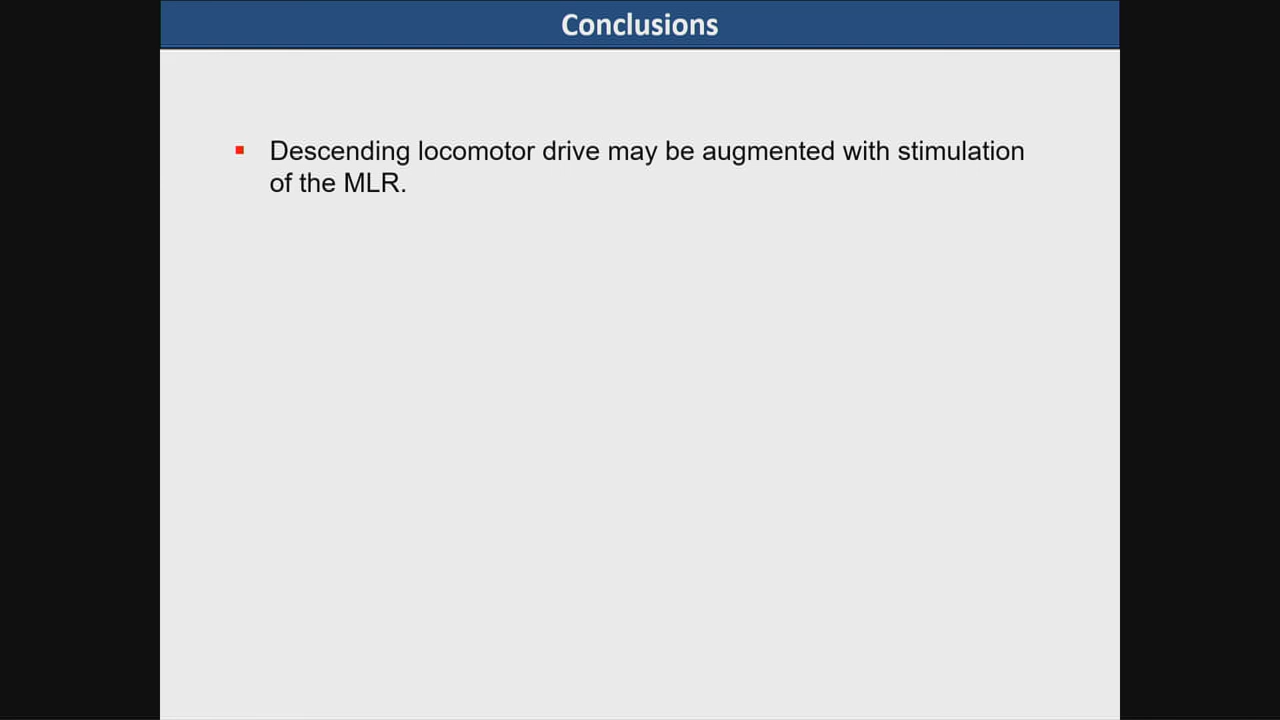 Conclusions
Descending locomotor drive may be augmented with stimulation
of the MLR.